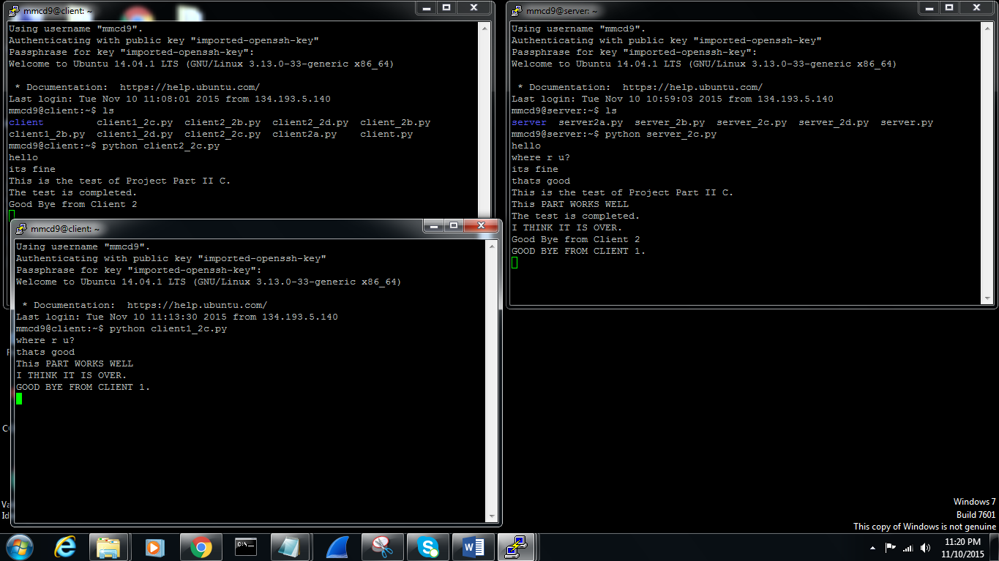 mmcd9@client: ~
Using username "mmcd9".
Authenticating with public key "imported-openssh-key"
Passphrase for key "imported-openssh-key":
Welcome to Ubuntu 14.04.1 LTS (GNU/Linux 3.13.0-33-generic x86_64)
* Documentation:  https://help.ubuntu.com/
Last login: Tue Nov 10 11:08:01 2015 from 134.193.5.140
mmcd9@client:~$ ls
client         client1_2c.py  client2_2b.py  client2_2d.py  client_2b.py
client1_2b.py  client1_2d.py  client2_2c.py  client2a.py    client.py
mmcd9@client:~$ python client2_2c.py
hello
its fine
This is the test of Project Part II C.
The test is completed.
Good Bye from Client 2
mmcd9@client: ~
Using username "mmcd9".
Authenticating with public key "imported-openssh-key"
Passphrase for key "imported-openssh-key":
Welcome to Ubuntu 14.04.1 LTS (GNU/Linux 3.13.0-33-generic x86_64)
* Documentation:  https://help.ubuntu.com/
Last login: Tue Nov 10 11:13:30 2015 from 134.193.5.140
mmcd9@client:~$ python client1_2c.py
where r u?
thats good
This PART WORKS WELL
I THINK IT IS OVER.
GOOD BYE FROM CLIENT 1.
mmcd9@server: ~
Using username "mmcd9".
Authenticating with public key "imported-openssh-key"
Passphrase for key "imported-openssh-key":
Welcome to Ubuntu 14.04.1 LTS (GNU/Linux 3.13.0-33-generic x86_64)
* Documentation:  https://help.ubuntu.com/
Last login: Tue Nov 10 10:59:03 2015 from 134.193.5.140
mmcd9@server:~$ ls
server  server2a.py  server_2b.py  server_2c.py  server_2d.py  server.py
mmcd9@server:~$ python server_2c.py
hello
where r u?
its fine
thats good
This is the test of Project Part II C.
This PART WORKS WELL
The test is completed.
I THINK IT IS OVER.
Good Bye from Client 2
GOOD BYE FROM CLIENT 1.
Windows 7
Build 7601
This copy of Windows is not genuine
C:\
W
11:20 PM
11/10/2015